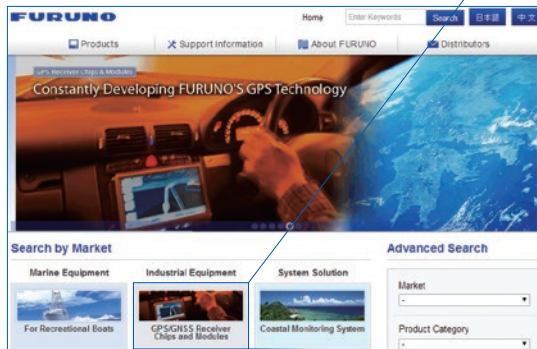 FURUNO
Home
Enter Keywords
Search
日本語
中文
Products
Support Information
About FURUNO
Distributors
GPS Receiver Chips & Modules
Constantly Developing FURUNO'S GPS Technology
Search by Market
Advanced Search
Marine Equipment
Industrial Equipment
System Solution
For Recreational Boats
GPS/GNSS Receiver
Chips and Modules
Coastal Monitoring System
Market
-
Product Category
-